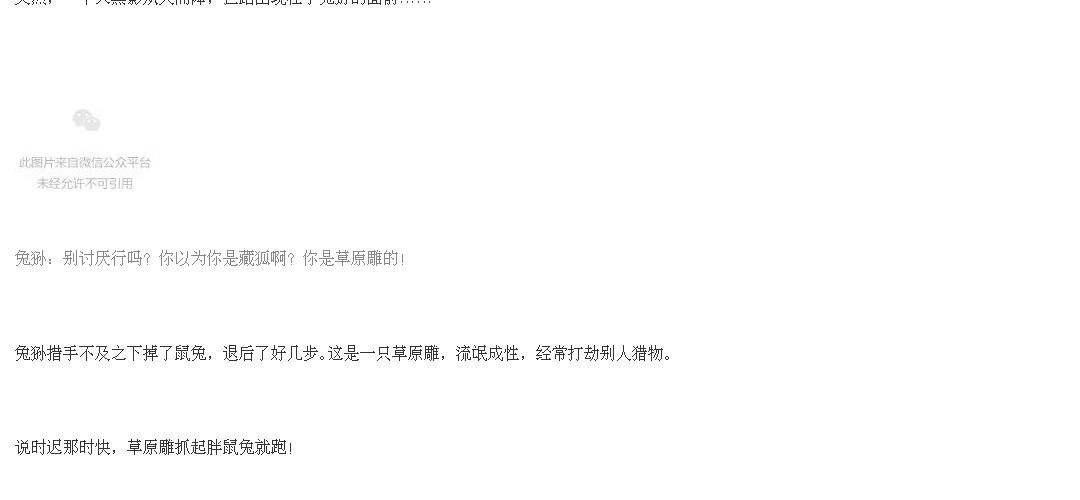 此图片来自微信公众平台
未经允许不可引用
兔狲：别讨厌行吗？你以为你是藏狐啊？你是草原雕的！
兔狲措手不及之下掉了鼠兔，退后了好几步。这是一只草原雕，流氓成性，经常打劫别人猎物。
说时迟那时快，草原雕抓起胖鼠兔就跑！